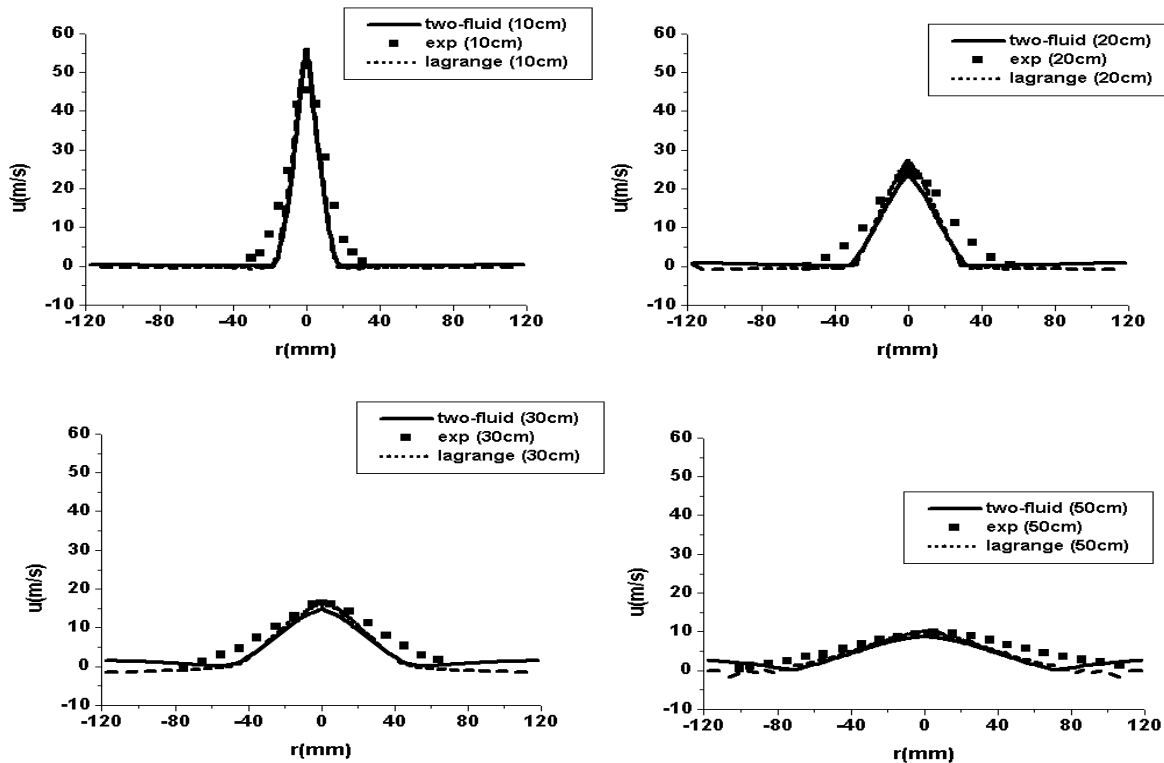 two-fluid (10cm)
exp (10cm)
lagrange (10cm)
60
50
40
30
20
10
0
-10
u(m/s)
-120 -80 -40 0 40 80 120
r(mm)
two-fluid (20cm)
exp (20cm)
lagrange (20cm)
60
50
40
30
20
10
0
-10
u(m/s)
-120 -80 -40 0 40 80 120
r(mm)
two-fluid (30cm)
exp (30cm)
lagrange (30cm)
60
50
40
30
20
10
0
-10
u(m/s)
-120 -80 -40 0 40 80 120
r(mm)
two-fluid (50cm)
exp (50cm)
lagrange (50cm)
60
50
40
30
20
10
0
-10
u(m/s)
-120 -80 -40 0 40 80 120
r(mm)